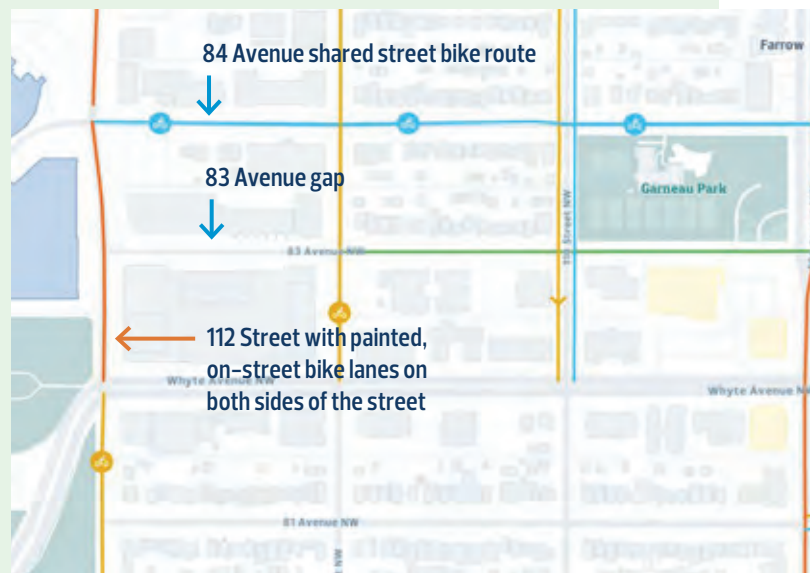 84 Avenue shared street bike route
Farrow
83 Avenue gap
Garneau Park
110 Street NW
83 Avenue NW
112 Street with painted,
on-street bike lanes on
both sides of the street
Whyte Avenue NW
Whyte Avenue N
81 Avenue NW
NW